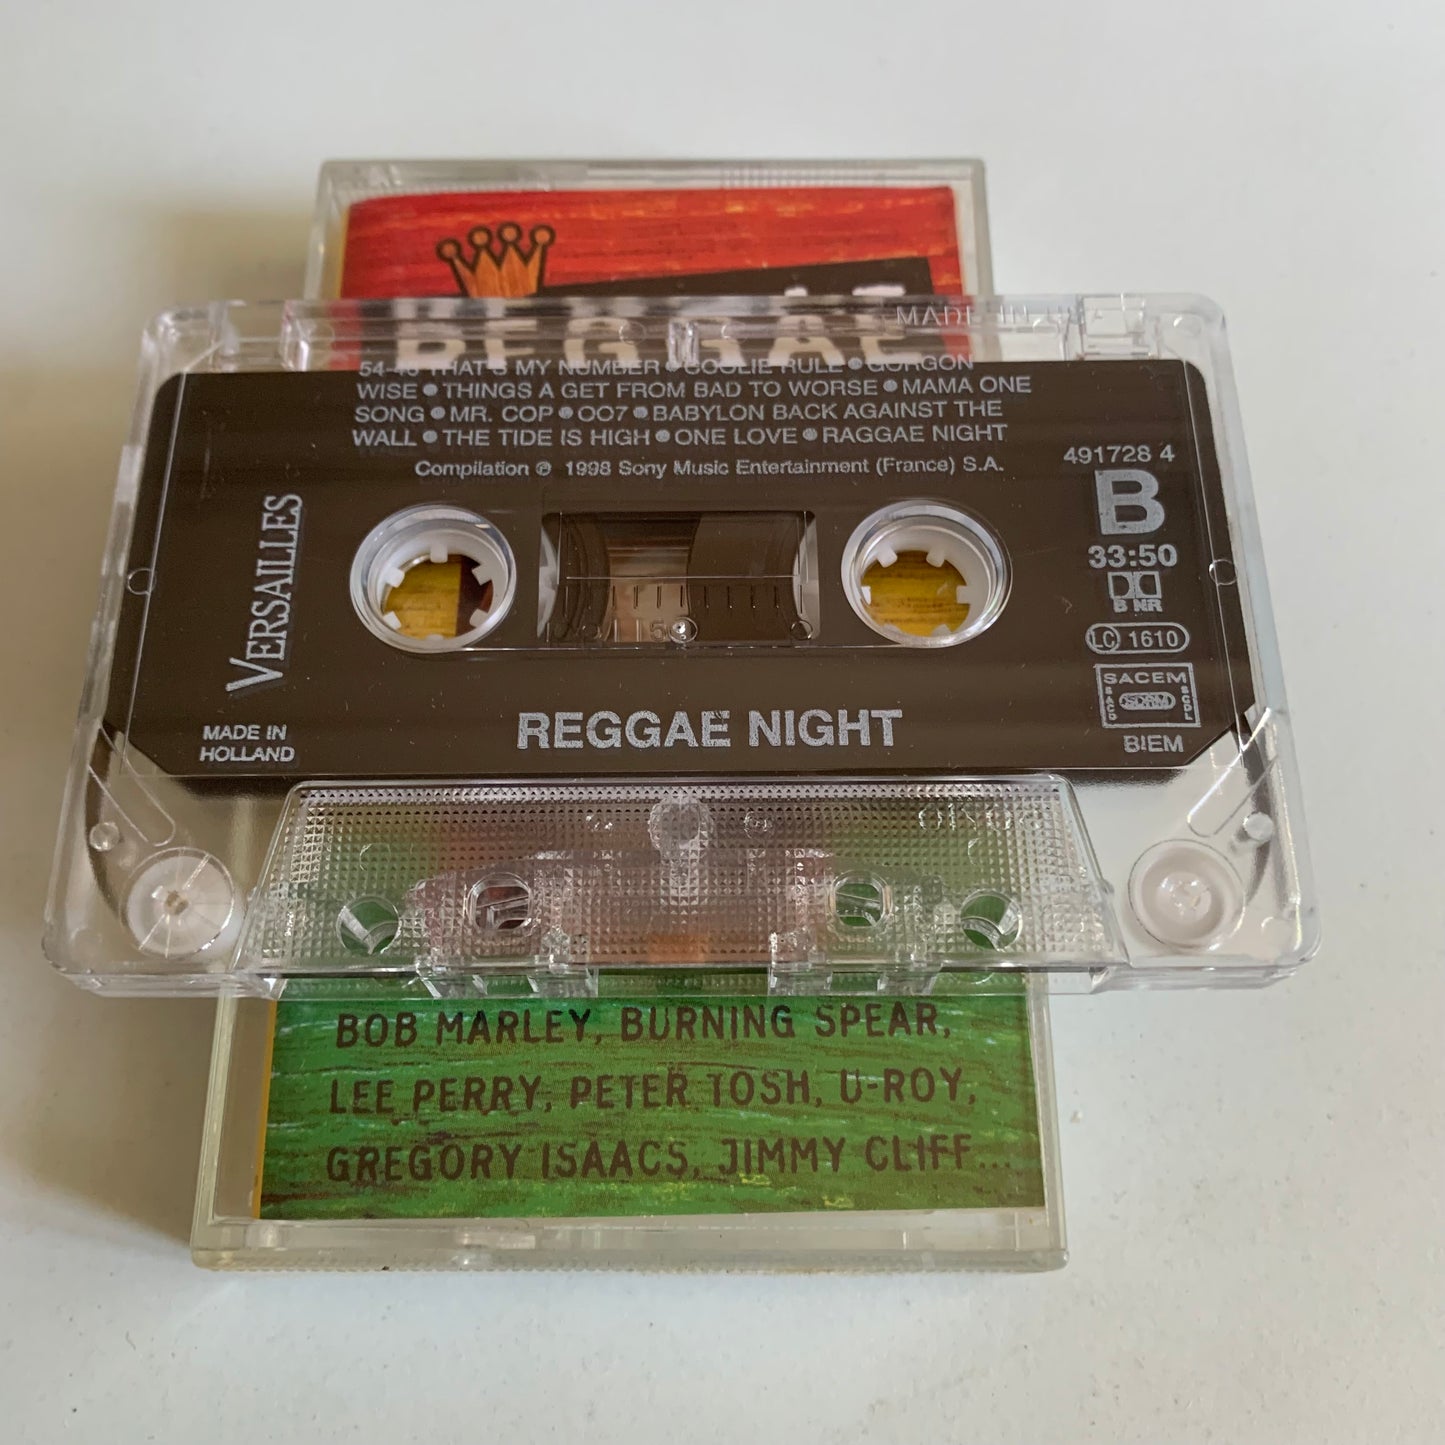 REGGAE
MADE IN
54-46 THAT'S MY NUMBER • COOLIE RULE • GORGON
WISE • THINGS A GET FROM BAD TO WORSE • MAMA ONE
SONG • MR. COP • 007 • BABYLON BACK AGAINST THE
WALL • THE TIDE IS HIGH • ONE LOVE • RAGGAE NIGHT
Compilation ℗ 1998 Sony Music Entertainment (France) S.A.
491728 4
B
33:50
B NR
LC 1610
SACEM
SACD SDRM SGDL
BIEM
VERSAILLES
MADE IN
HOLLAND
REGGAE NIGHT
BOB MARLEY, BURNING SPEAR,
LEE PERRY, PETER TOSH, U-ROY,
GREGORY ISAACS, JIMMY CLIFF...